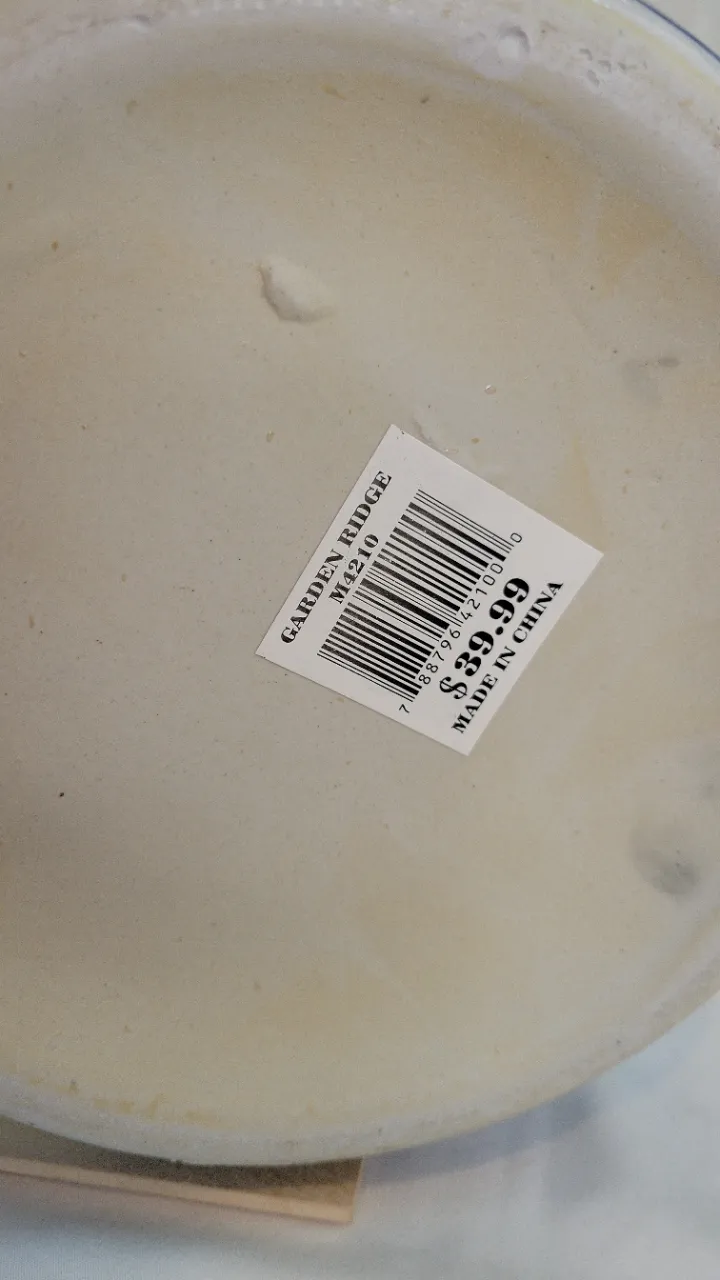 GARDEN RIDGE
M4210
7 88796 42100 0
$39.99
MADE IN CHINA